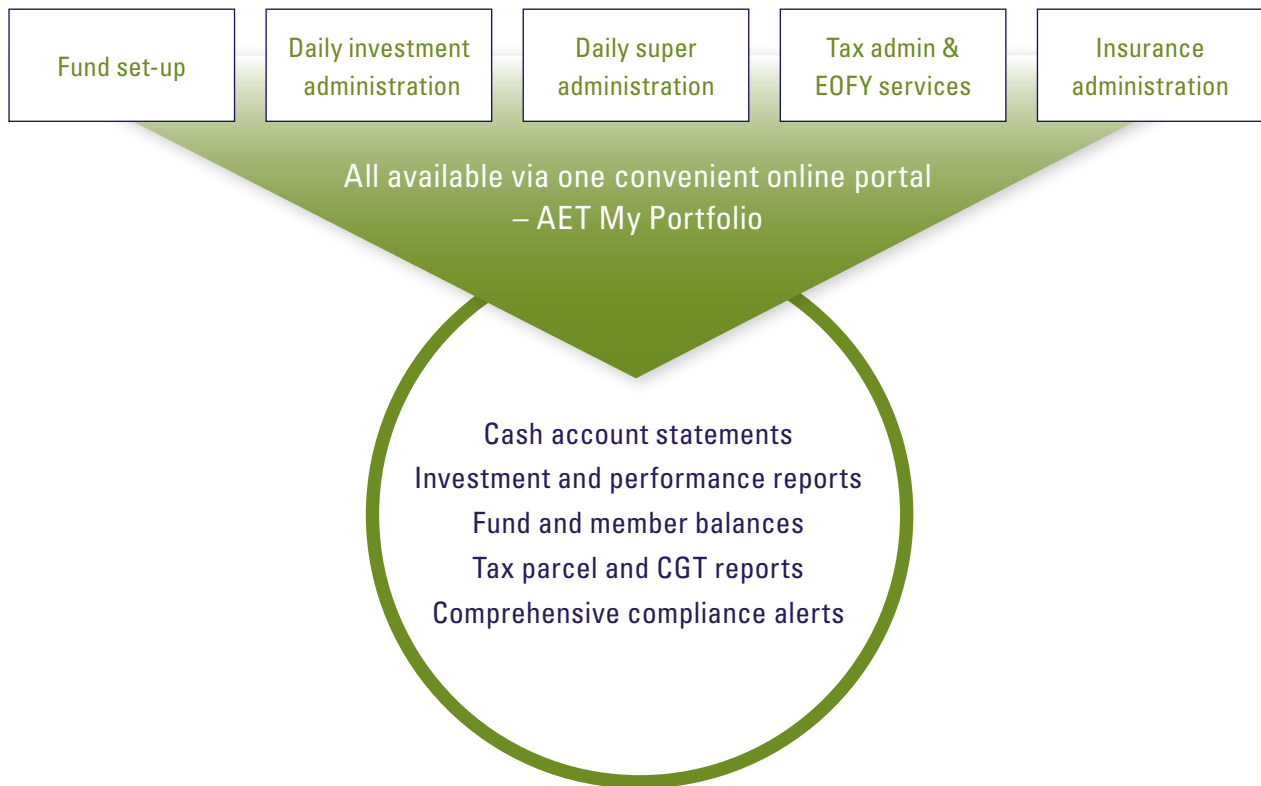 Fund set-up
Daily investment
administration
Daily super
administration
Tax admin &
EOFY services
Insurance
administration
All available via one convenient online portal
– AET My Portfolio
Cash account statements
Investment and performance reports
Fund and member balances
Tax parcel and CGT reports
Comprehensive compliance alerts